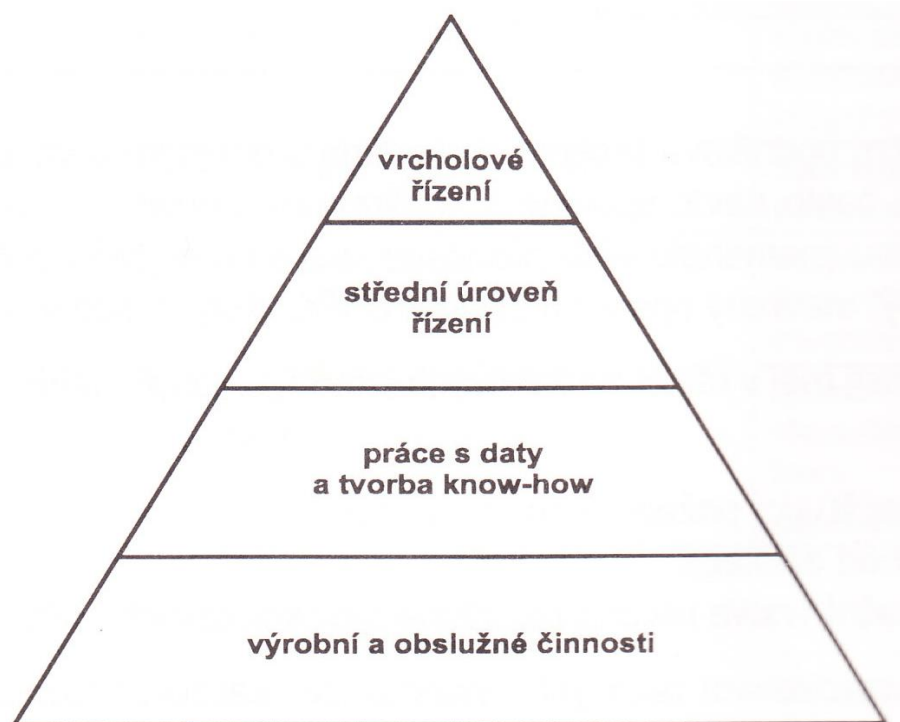 vrcholové
řízení
střední úroveň
řízení
práce s daty
a tvorba know-how
výrobní a obslužné činnosti